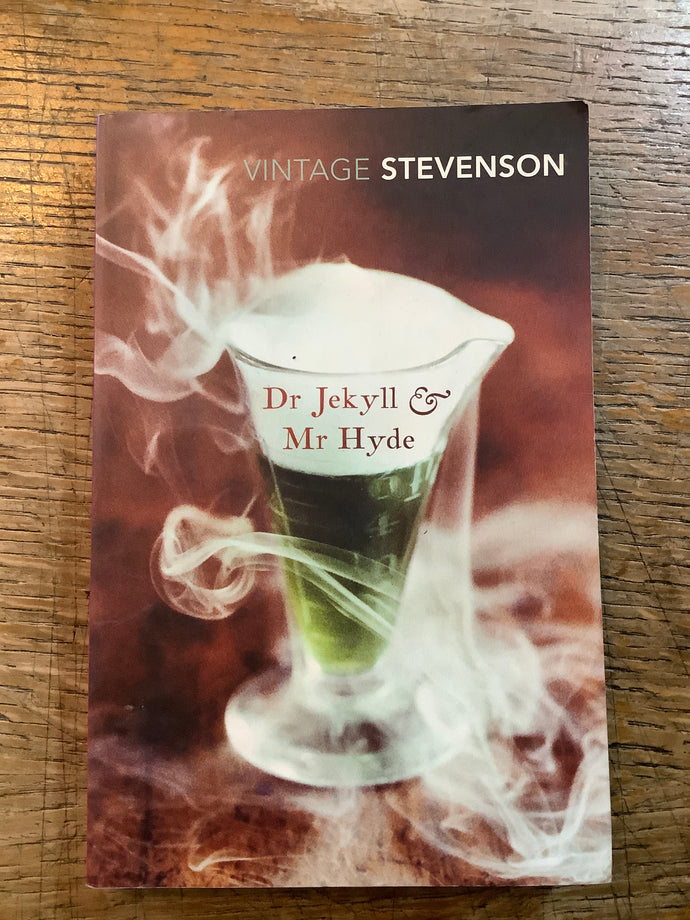 VINTAGE STEVENSON
Dr Jekyll &
Mr Hyde